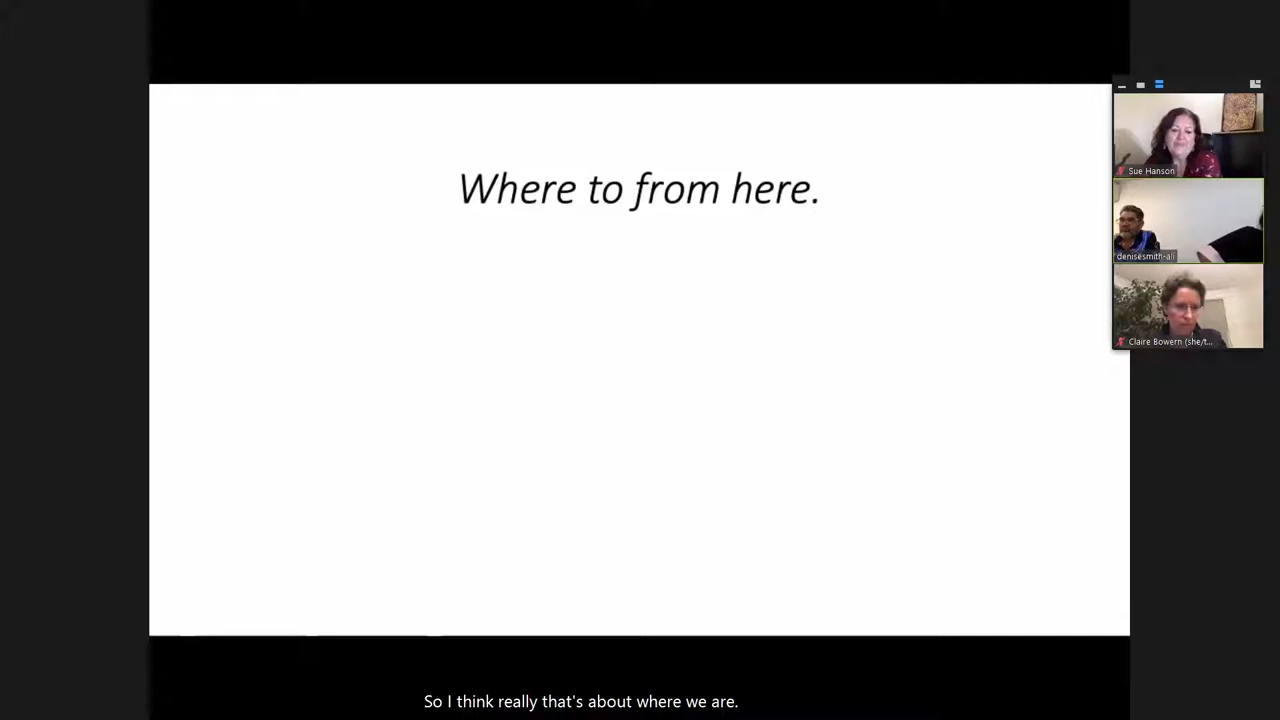 Where to from here.
Sue Hanson
denisesmith-ali
Claire Bowern (she/t...
So I think really that's about where we are.